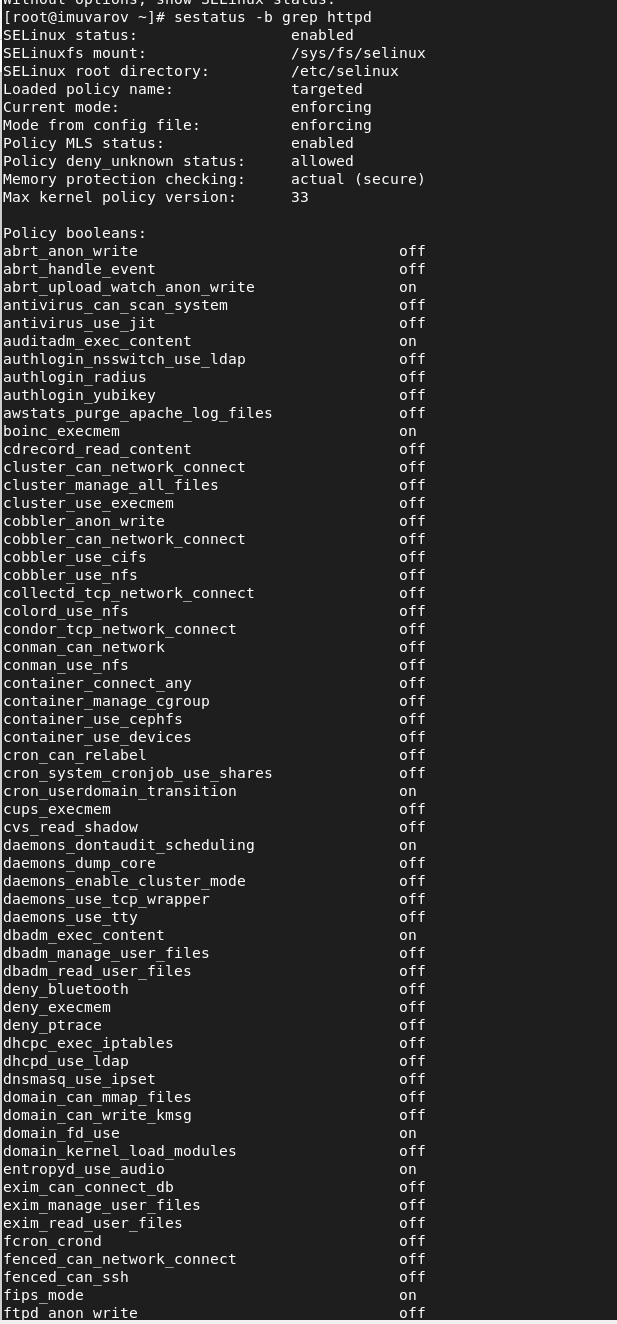 Without options, show SELinux status.
[root@imuvarov ~]# sestatus -b grep httpd
SELinux status:                 enabled
SELinuxfs mount:                /sys/fs/selinux
SELinux root directory:         /etc/selinux
Loaded policy name:             targeted
Current mode:                   enforcing
Mode from config file:          enforcing
Policy MLS status:              enabled
Policy deny_unknown status:     allowed
Memory protection checking:     actual (secure)
Max kernel policy version:      33
Policy booleans:
abrt_anon_write                             off
abrt_handle_event                           off
abrt_upload_watch_anon_write                on
antivirus_can_scan_system                   off
antivirus_use_jit                           off
auditadm_exec_content                       on
authlogin_nsswitch_use_ldap                 off
authlogin_radius                            off
authlogin_yubikey                           off
awstats_purge_apache_log_files              off
boinc_execmem                               on
cdrecord_read_content                       off
cluster_can_network_connect                 off
cluster_manage_all_files                    off
cluster_use_execmem                         off
cobbler_anon_write                          off
cobbler_can_network_connect                 off
cobbler_use_cifs                            off
cobbler_use_nfs                             off
collectd_tcp_network_connect                off
colord_use_nfs                              off
condor_tcp_network_connect                  off
conman_can_network                          off
conman_use_nfs                              off
container_connect_any                       off
container_manage_cgroup                     off
container_use_cephfs                        off
container_use_devices                       off
cron_can_relabel                            off
cron_system_cronjob_use_shares              off
cron_userdomain_transition                  on
cups_execmem                                off
cvs_read_shadow                             off
daemons_dontaudit_scheduling                on
daemons_dump_core                           off
daemons_enable_cluster_mode                 off
daemons_use_tcp_wrapper                     off
daemons_use_tty                             off
dbadm_exec_content                          on
dbadm_manage_user_files                     off
dbadm_read_user_files                       off
deny_bluetooth                              off
deny_execmem                                off
deny_ptrace                                 off
dhcpc_exec_iptables                         off
dhcpd_use_ldap                              off
dnsmasq_use_ipset                           off
domain_can_mmap_files                       off
domain_can_write_kmsg                       off
domain_fd_use                               on
domain_kernel_load_modules                  off
entropyd_use_audio                          on
exim_can_connect_db                         off
exim_manage_user_files                      off
exim_read_user_files                        off
fcron_crond                                 off
fenced_can_network_connect                  off
fenced_can_ssh                              off
fips_mode                                   on
ftpd_anon_write                             off